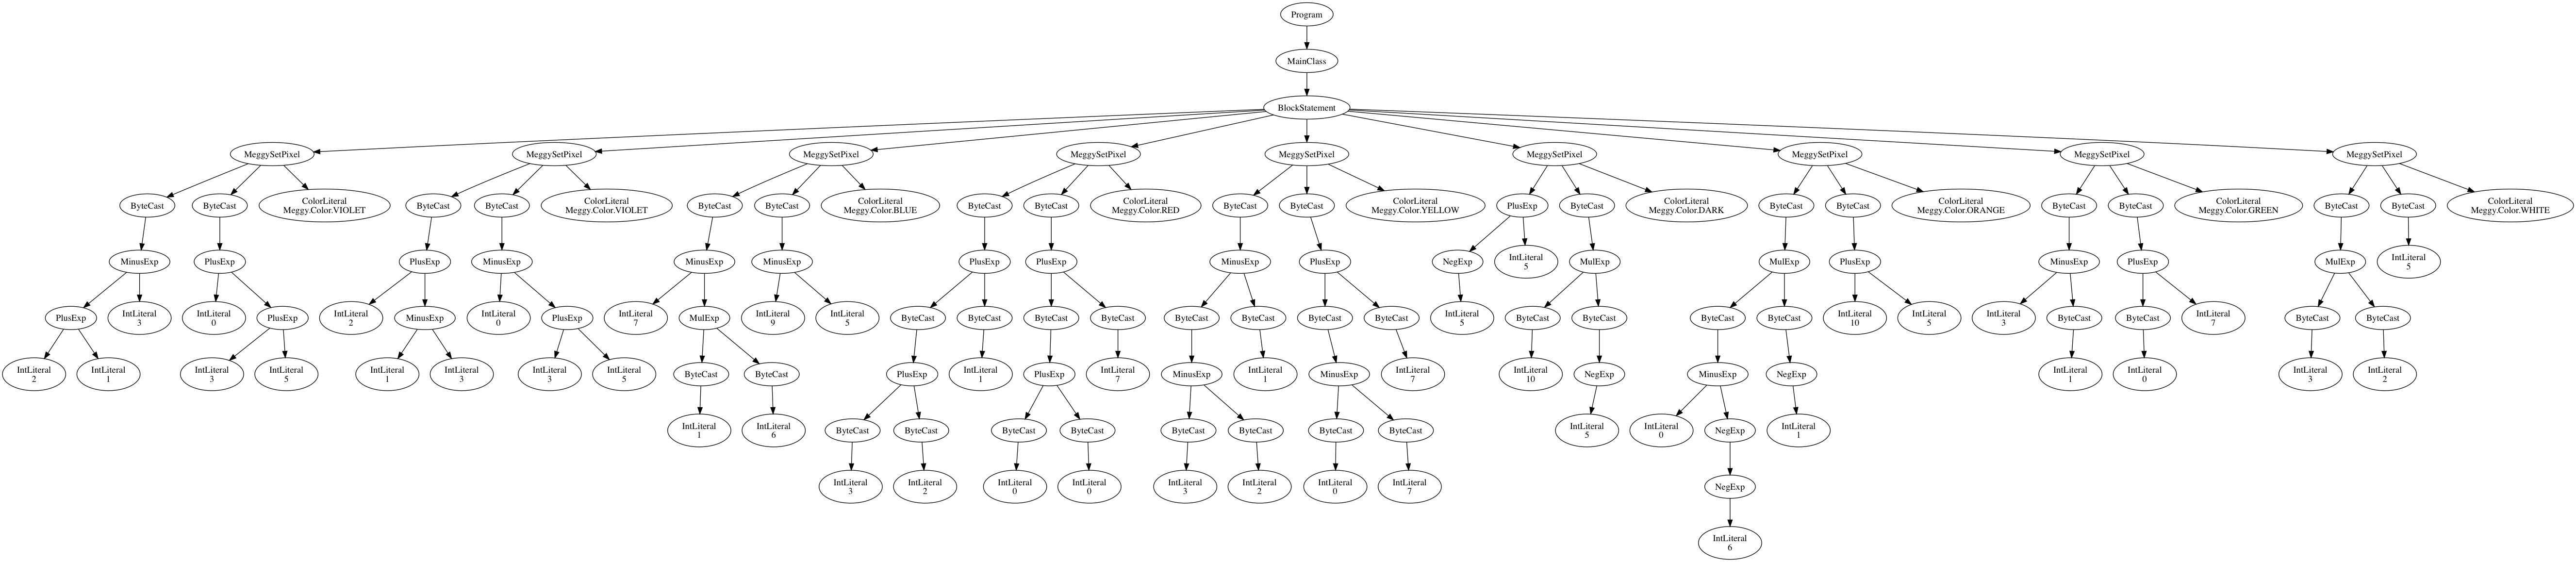 Program
MainClass
BlockStatement
MeggySetPixel
MeggySetPixel
MeggySetPixel
MeggySetPixel
MeggySetPixel
MeggySetPixel
MeggySetPixel
MeggySetPixel
MeggySetPixel
ByteCast
ByteCast
ColorLiteral
Meggy.Color.VIOLET
ByteCast
ByteCast
ColorLiteral
Meggy.Color.VIOLET
ByteCast
ByteCast
ColorLiteral
Meggy.Color.BLUE
ByteCast
ByteCast
ColorLiteral
Meggy.Color.RED
ByteCast
ByteCast
ColorLiteral
Meggy.Color.YELLOW
PlusExp
ByteCast
ColorLiteral
Meggy.Color.DARK
ByteCast
ByteCast
ColorLiteral
Meggy.Color.ORANGE
ByteCast
ByteCast
ColorLiteral
Meggy.Color.GREEN
ByteCast
ByteCast
ColorLiteral
Meggy.Color.WHITE
MinusExp
PlusExp
PlusExp
MinusExp
MinusExp
MinusExp
PlusExp
PlusExp
MinusExp
PlusExp
NegExp
IntLiteral
5
MulExp
MulExp
PlusExp
MinusExp
PlusExp
MulExp
IntLiteral
5
PlusExp
IntLiteral
3
IntLiteral
0
PlusExp
IntLiteral
2
MinusExp
IntLiteral
0
PlusExp
IntLiteral
7
MulExp
IntLiteral
9
IntLiteral
5
ByteCast
ByteCast
ByteCast
ByteCast
ByteCast
ByteCast
ByteCast
ByteCast
IntLiteral
5
ByteCast
ByteCast
ByteCast
ByteCast
IntLiteral
10
IntLiteral
5
IntLiteral
3
ByteCast
ByteCast
IntLiteral
7
ByteCast
ByteCast
IntLiteral
2
IntLiteral
1
IntLiteral
3
IntLiteral
5
IntLiteral
1
IntLiteral
3
IntLiteral
3
IntLiteral
5
ByteCast
ByteCast
PlusExp
IntLiteral
1
PlusExp
IntLiteral
7
MinusExp
IntLiteral
1
MinusExp
IntLiteral
7
IntLiteral
10
NegExp
MinusExp
NegExp
IntLiteral
1
IntLiteral
0
IntLiteral
3
IntLiteral
2
IntLiteral
1
IntLiteral
6
ByteCast
ByteCast
ByteCast
ByteCast
ByteCast
ByteCast
ByteCast
ByteCast
IntLiteral
5
IntLiteral
0
NegExp
IntLiteral
1
IntLiteral
3
IntLiteral
2
IntLiteral
0
IntLiteral
0
IntLiteral
3
IntLiteral
2
IntLiteral
0
IntLiteral
7
NegExp
IntLiteral
6